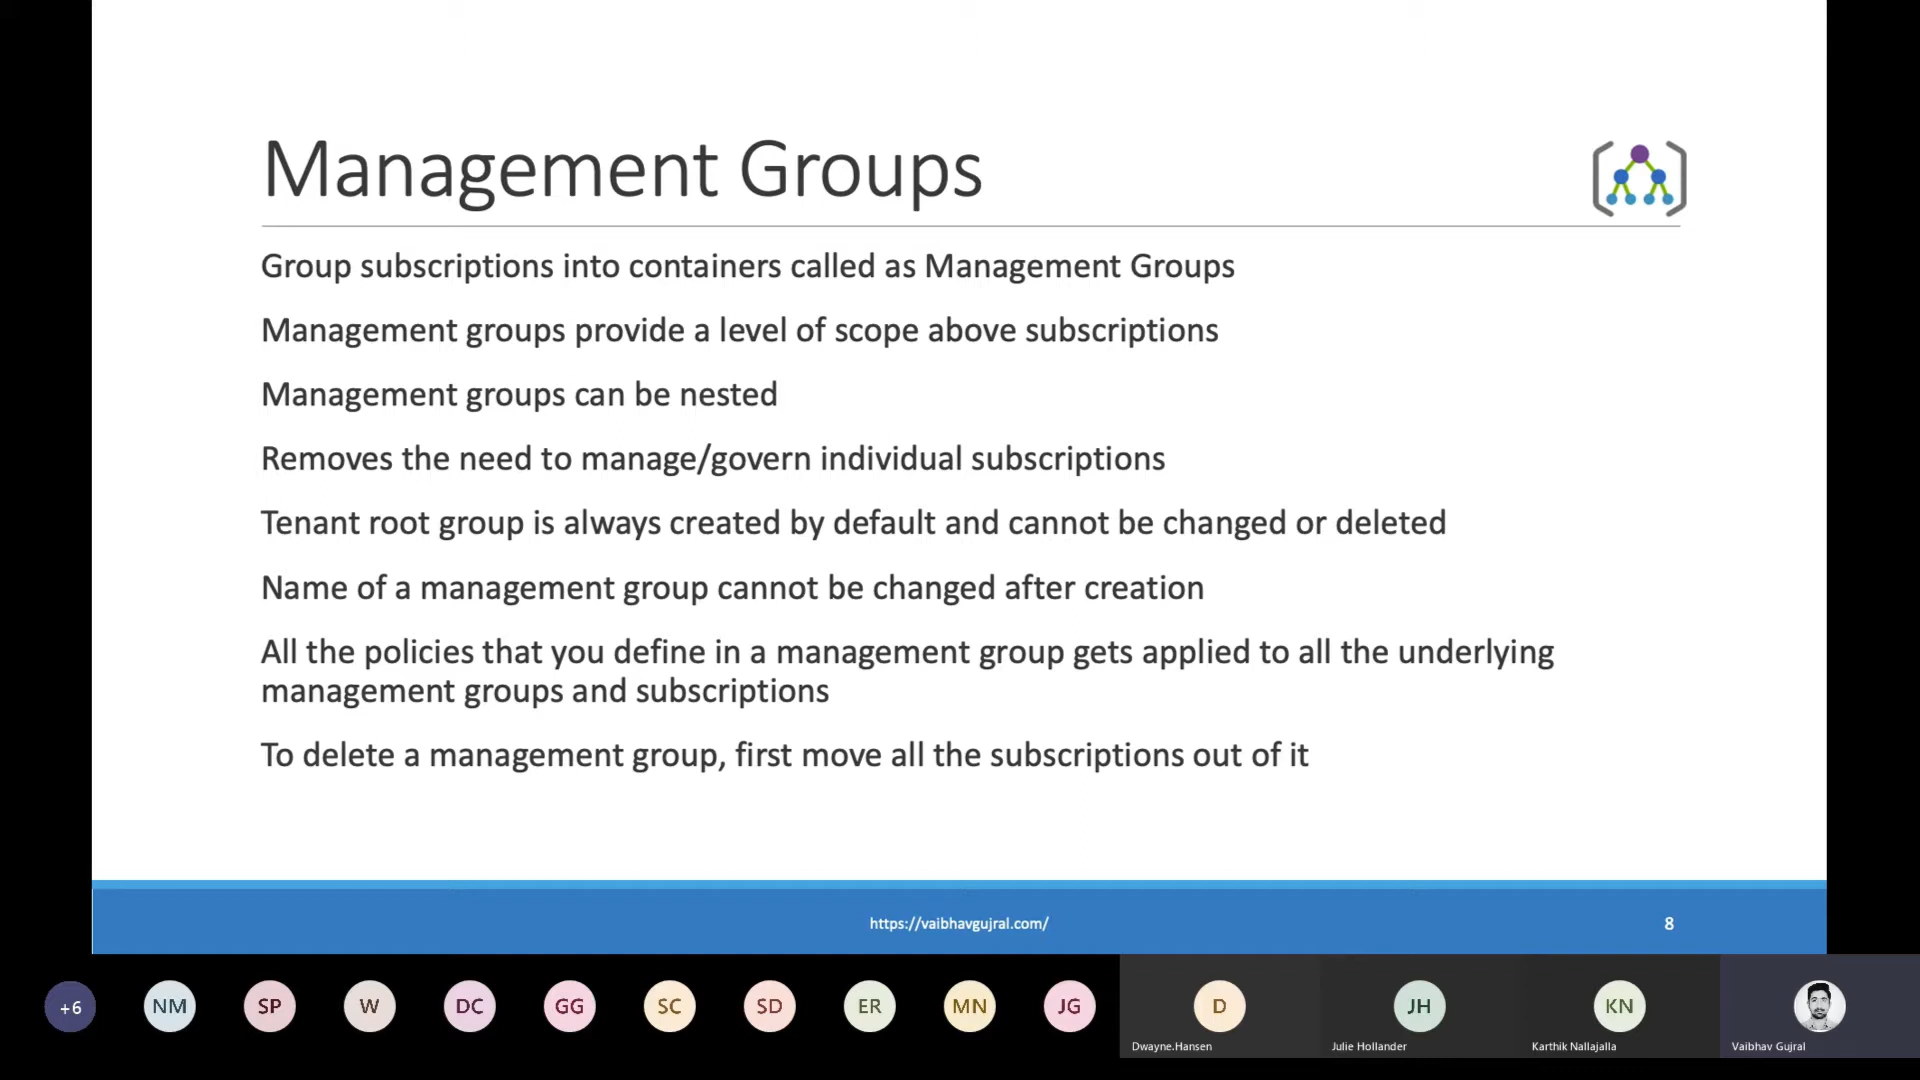 Management Groups
Group subscriptions into containers called as Management Groups
Management groups provide a level of scope above subscriptions
Management groups can be nested
Removes the need to manage/govern individual subscriptions
Tenant root group is always created by default and cannot be changed or deleted
Name of a management group cannot be changed after creation
All the policies that you define in a management group gets applied to all the underlying
management groups and subscriptions
To delete a management group, first move all the subscriptions out of it
https://vaibhavgujral.com/
8
+6
NM
SP
W
DC
GG
SC
SD
ER
MN
JG
D
JH
KN
Dwayne.Hansen
Julie Hollander
Karthik Nallajalla
Vaibhav Gujral